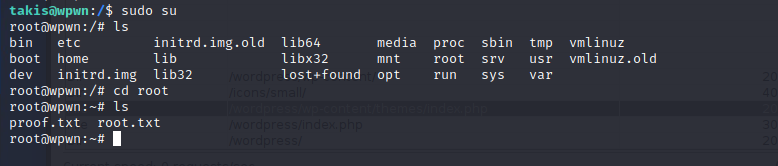 takis@wpwn:/$ sudo su
root@wpwn:/# ls
bin   etc         initrd.img.old  lib64       media  proc  sbin  tmp  vmlinuz
boot  home        lib             libx32      mnt    root  srv   usr  vmlinuz.old
dev   initrd.img  lib32           lost+found  opt    run   sys   var
root@wpwn:/# cd root
/icons/small/
root@wpwn:~# ls
/wordpress/wp-content/themes/index.php
proof.txt  root.txt
/wordpress/index.php
root@wpwn:~#
/wordpress/